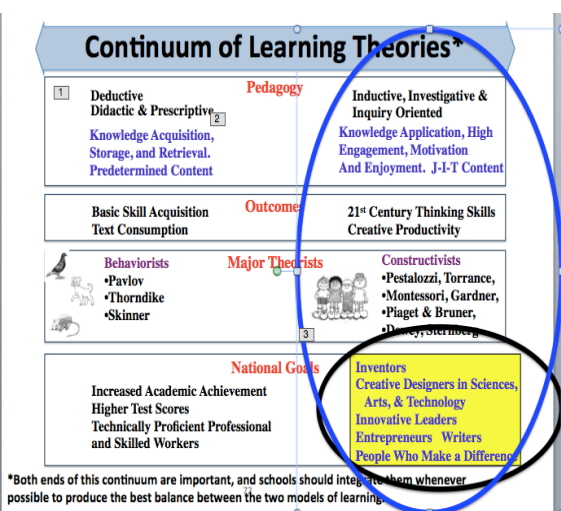 Continuum of Learning Theories*
1
Pedagogy
Deductive
Didactic & Prescriptive
2
Knowledge Acquisition,
Storage, and Retrieval.
Predetermined Content
Inductive, Investigative &
Inquiry Oriented
Knowledge Application, High
Engagement, Motivation
And Enjoyment. J-I-T Content
Outcomes
Basic Skill Acquisition
Text Consumption
21st Century Thinking Skills
Creative Productivity
Major Theorists
Behaviorists
•Pavlov
•Thorndike
•Skinner
Constructivists
•Pestalozzi, Torrance,
•Montessori, Gardner,
•Piaget & Bruner,
•Dewey, Sternberg
3
National Goals
Increased Academic Achievement
Higher Test Scores
Technically Proficient Professional
and Skilled Workers
Inventors
Creative Designers in Sciences,
Arts, & Technology
Innovative Leaders
Entrepreneurs Writers
People Who Make a Difference
*Both ends of this continuum are important, and schools should integrate them whenever
possible to produce the best balance between the two models of learning.